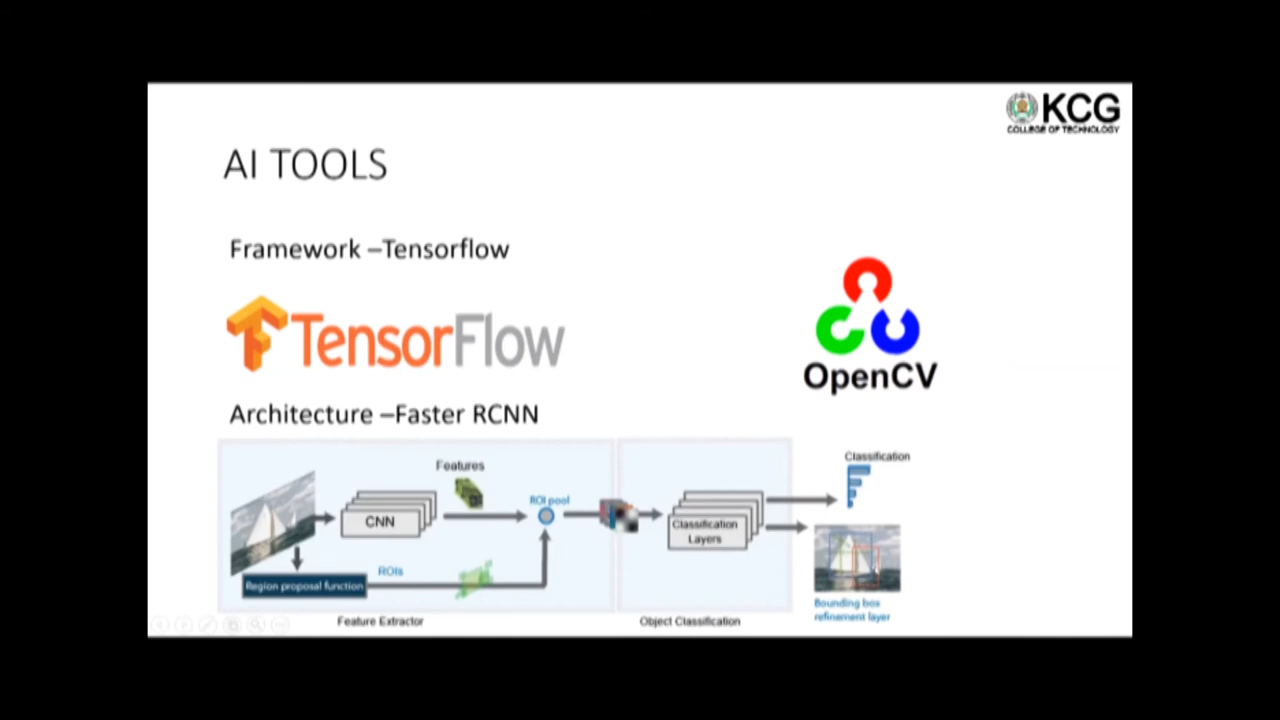 KCG
COLLEGE OF TECHNOLOGY
AI TOOLS
Framework –Tensorflow
TensorFlow
OpenCV
Architecture –Faster RCNN
Features
Classification
ROI pool
CNN
Classification
Layers
ROIs
Region proposal function
Bounding box
refinement layer
Feature Extractor
Object Classification